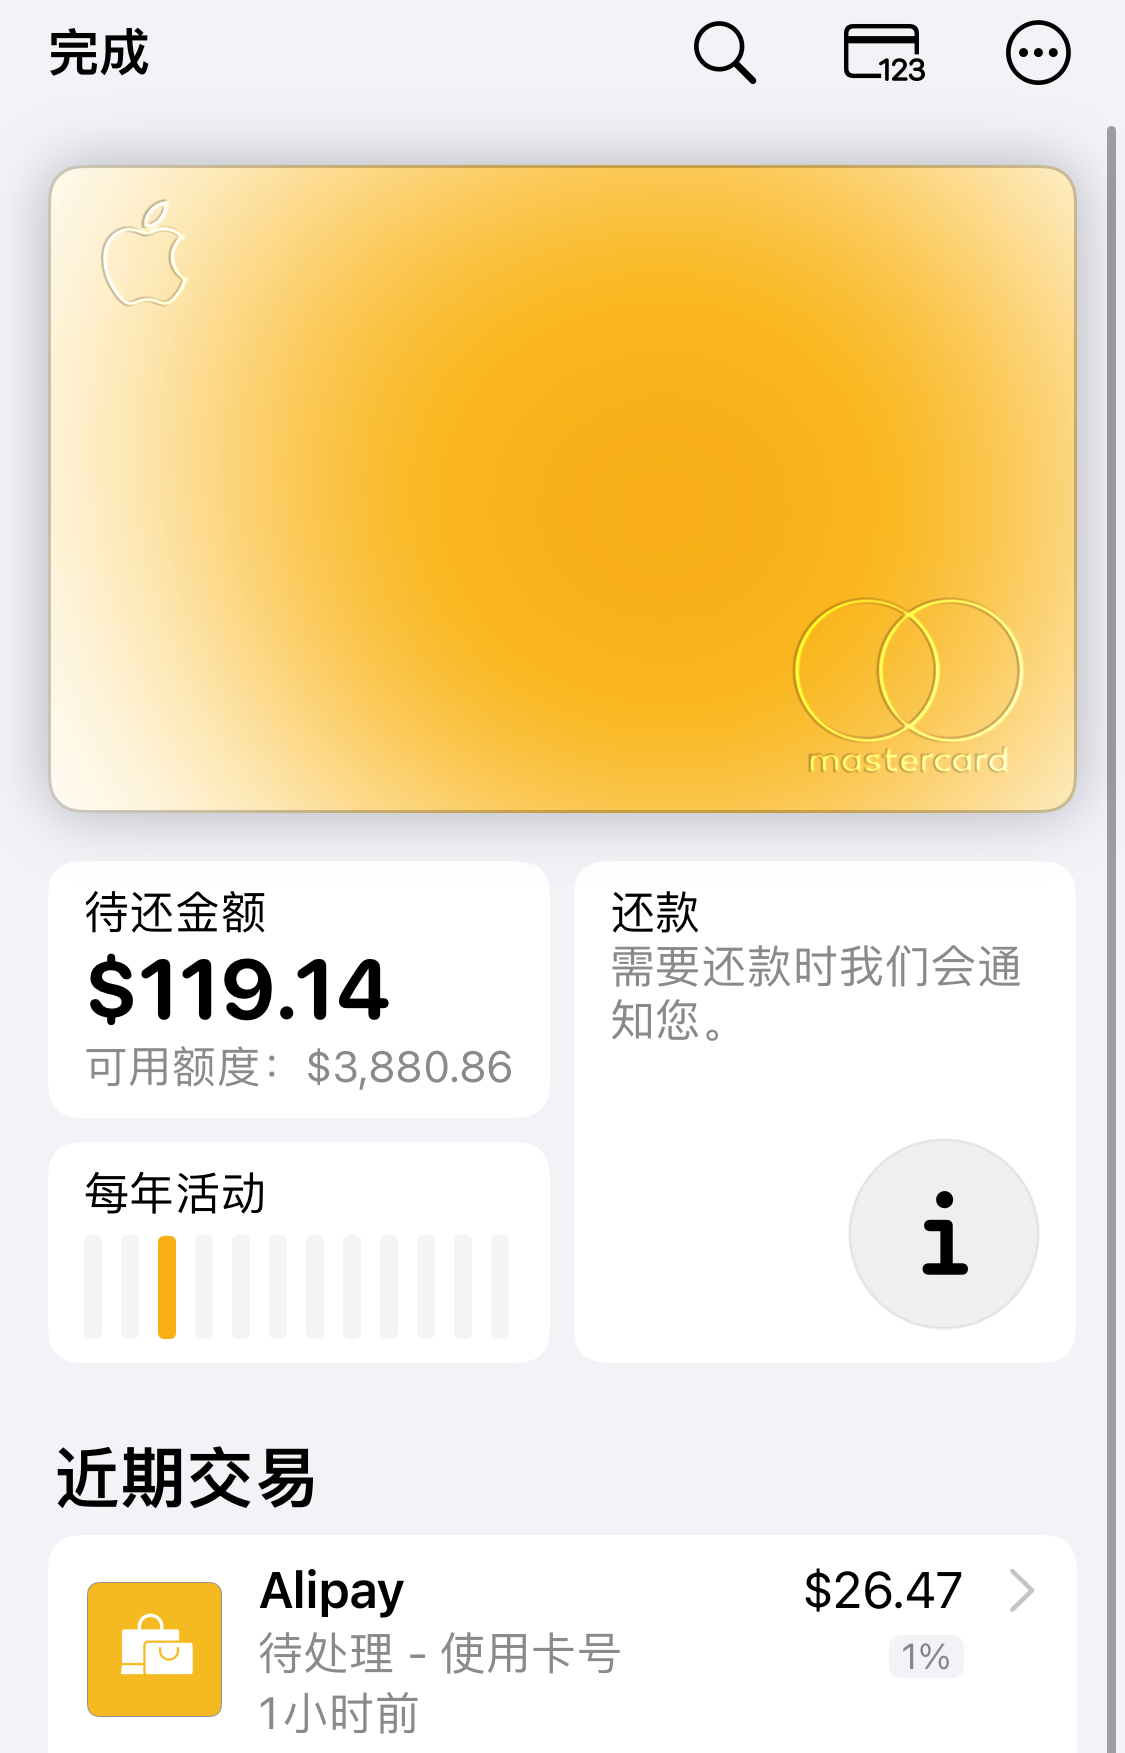 完成
123
mastercard
待还金额
$119.14
可用额度：$3,880.86
还款
需要还款时我们会通
知您。
每年活动
近期交易
Alipay
$26.47
待处理 - 使用卡号
1%
1小时前